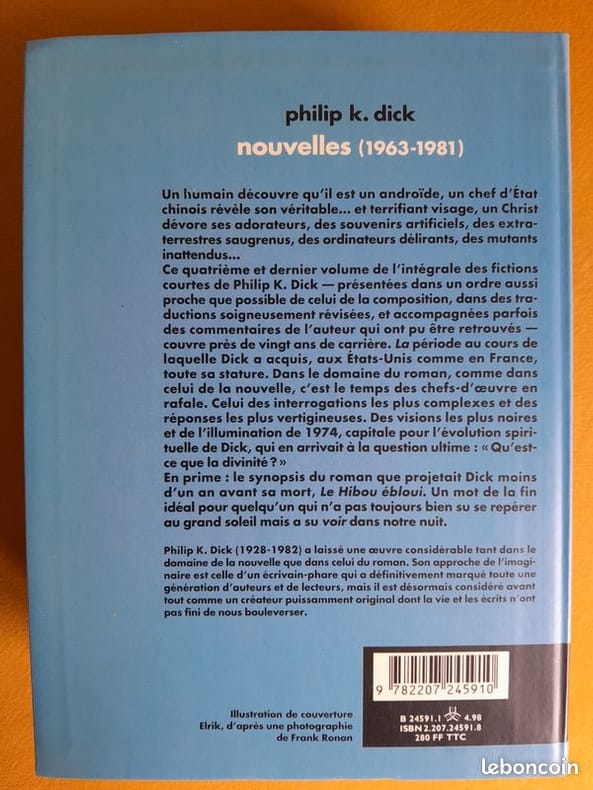 philip k. dick
nouvelles (1963-1981)
Un humain découvre qu'il est un androïde, un chef d'État
chinois révèle son véritable... et terrifiant visage, un Christ
dévore ses adorateurs, des souvenirs artificiels, des extra-
terrestres saugrenus, des ordinateurs délirants, des mutants
inattendus...
Ce quatrième et dernier volume de l'intégrale des fictions
courtes de Philip K. Dick — présentées dans un ordre aussi
proche que possible de celui de la composition, dans des tra-
ductions soigneusement révisées, et accompagnées parfois
des commentaires de l'auteur qui ont pu être retrouvés —
couvre près de vingt ans de carrière. La période au cours de
laquelle Dick a acquis, aux États-Unis comme en France,
toute sa stature. Dans le domaine du roman, comme dans
celui de la nouvelle, c'est le temps des chefs-d'œuvre en
rafale. Celui des interrogations les plus complexes et des
réponses les plus vertigineuses. Des visions les plus noires
et de l'illumination de 1974, capitale pour l'évolution spiri-
tuelle de Dick, qui en arrivait à la question ultime : « Qu'est-
ce que la divinité ? »
En prime : le synopsis du roman que projetait Dick moins
d'un an avant sa mort, Le Hibou ébloui. Un mot de la fin
idéal pour quelqu'un qui n'a pas toujours bien su se repérer
au grand soleil mais a su voir dans notre nuit.
Philip K. Dick (1928-1982) a laissé une œuvre considérable tant dans le
domaine de la nouvelle que dans celui du roman. Son approche de l'imagi-
naire est celle d'un écrivain-phare qui a définitivement marqué toute une
génération d'auteurs et de lecteurs, mais il est désormais considéré avant
tout comme un créateur puissamment original dont la vie et les écrits n'ont
pas fini de nous bouleverser.
Illustration de couverture
Elrik, d'après une photographie
de Frank Ronan
9 782207 245910
B 24591.1 4.98
ISBN 2.207.24591.8
280 FF TTC
leboncoin